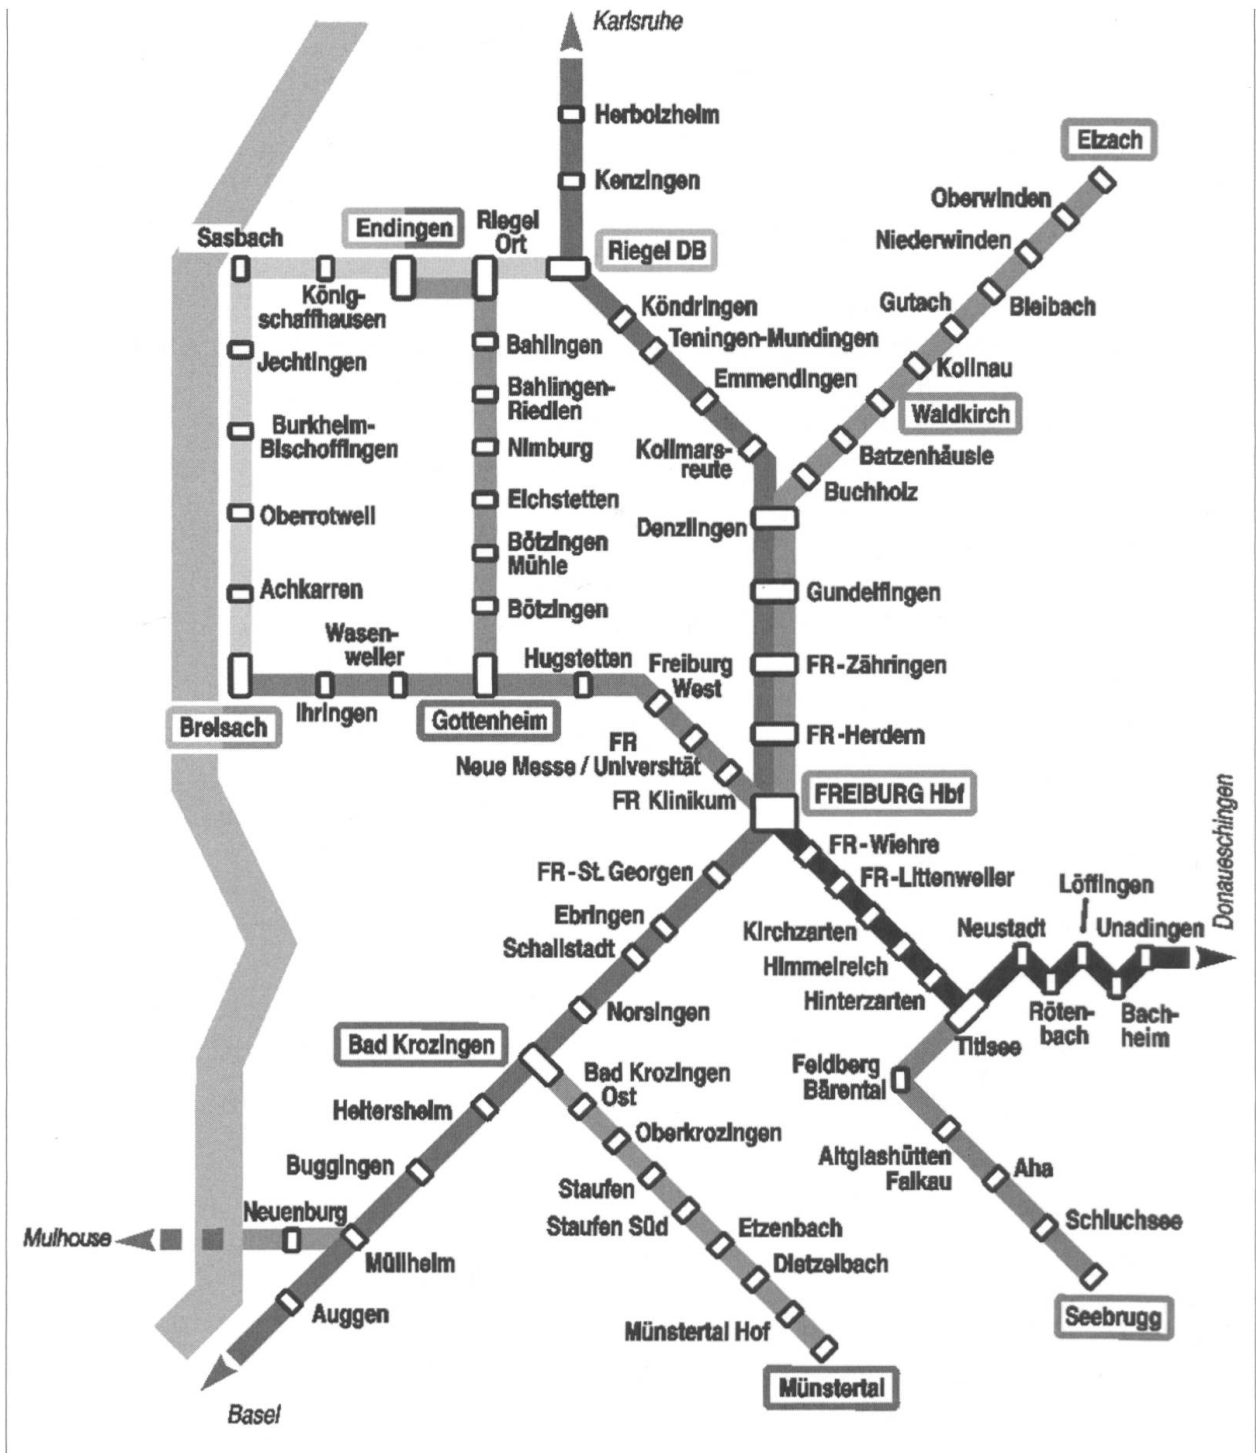 Karlsruhe
Herbolzheim
Elzach
Kenzingen
Oberwinden
Endingen
Riegel
Ort
Sasbach
Riegel DB
Niederwinden
König-
schaffhausen
Köndringen
Gutach
Bleibach
Jechtingen
Bahlingen
Teningen-Mundingen
Kollnau
Bahlingen-
Riedlen
Emmendingen
Waldkirch
Burkheim-
Bischoffingen
Nimburg
Kollmars-
reute
Batzenhäusle
Buchholz
Oberrotweil
Eichstetten
Denzlingen
Bötzingen
Mühle
Achkarren
Bötzingen
Gundelfingen
Wasen-
weiler
Hugstetten
Freiburg
West
FR-Zähringen
Ihringen
Gottenheim
Breisach
FR-Herdern
FR
Neue Messe / Universität
FR Klinikum
FREIBURG Hbf
Donaueschingen
FR-Wiehre
FR-St. Georgen
FR-Littenweiler
Löffingen
Ebringen
Kirchzarten
Neustadt
Unadingen
Schallstadt
Himmelreich
Hinterzarten
Norsingen
Röten-
bach
Bach-
heim
Bad Krozingen
Titisee
Feldberg
Bärental
Bad Krozingen
Ost
Heitersheim
Oberkrozingen
Altglashütten
Falkau
Aha
Buggingen
Staufen
Neuenburg
Staufen Süd
Etzenbach
Schluchsee
Mulhouse
Müllheim
Dietzelbach
Auggen
Münstertal Hof
Seebrugg
Münstertal
Basel